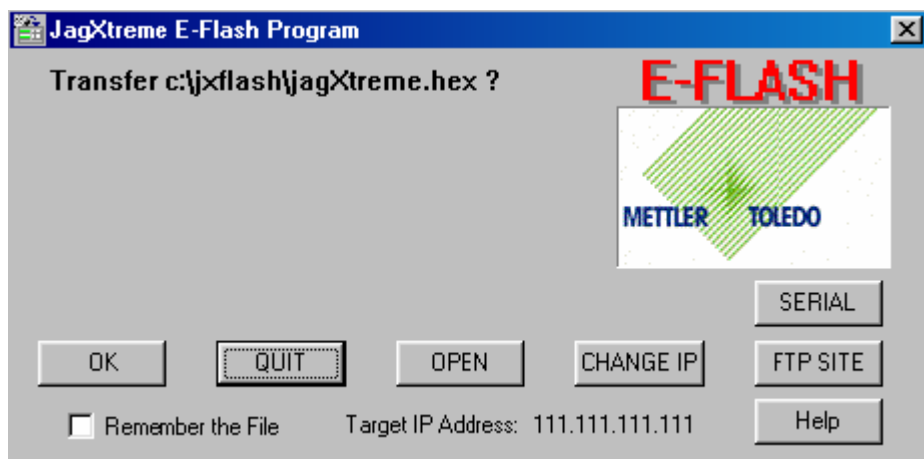 JagXtreme E-Flash Program
Transfer c:\jxflash\jagXtreme.hex ?
E-FLASH
METTLER TOLEDO
SERIAL
OK QUIT OPEN CHANGE IP FTP SITE
Remember the File Target IP Address: 111.111.111.111 Help